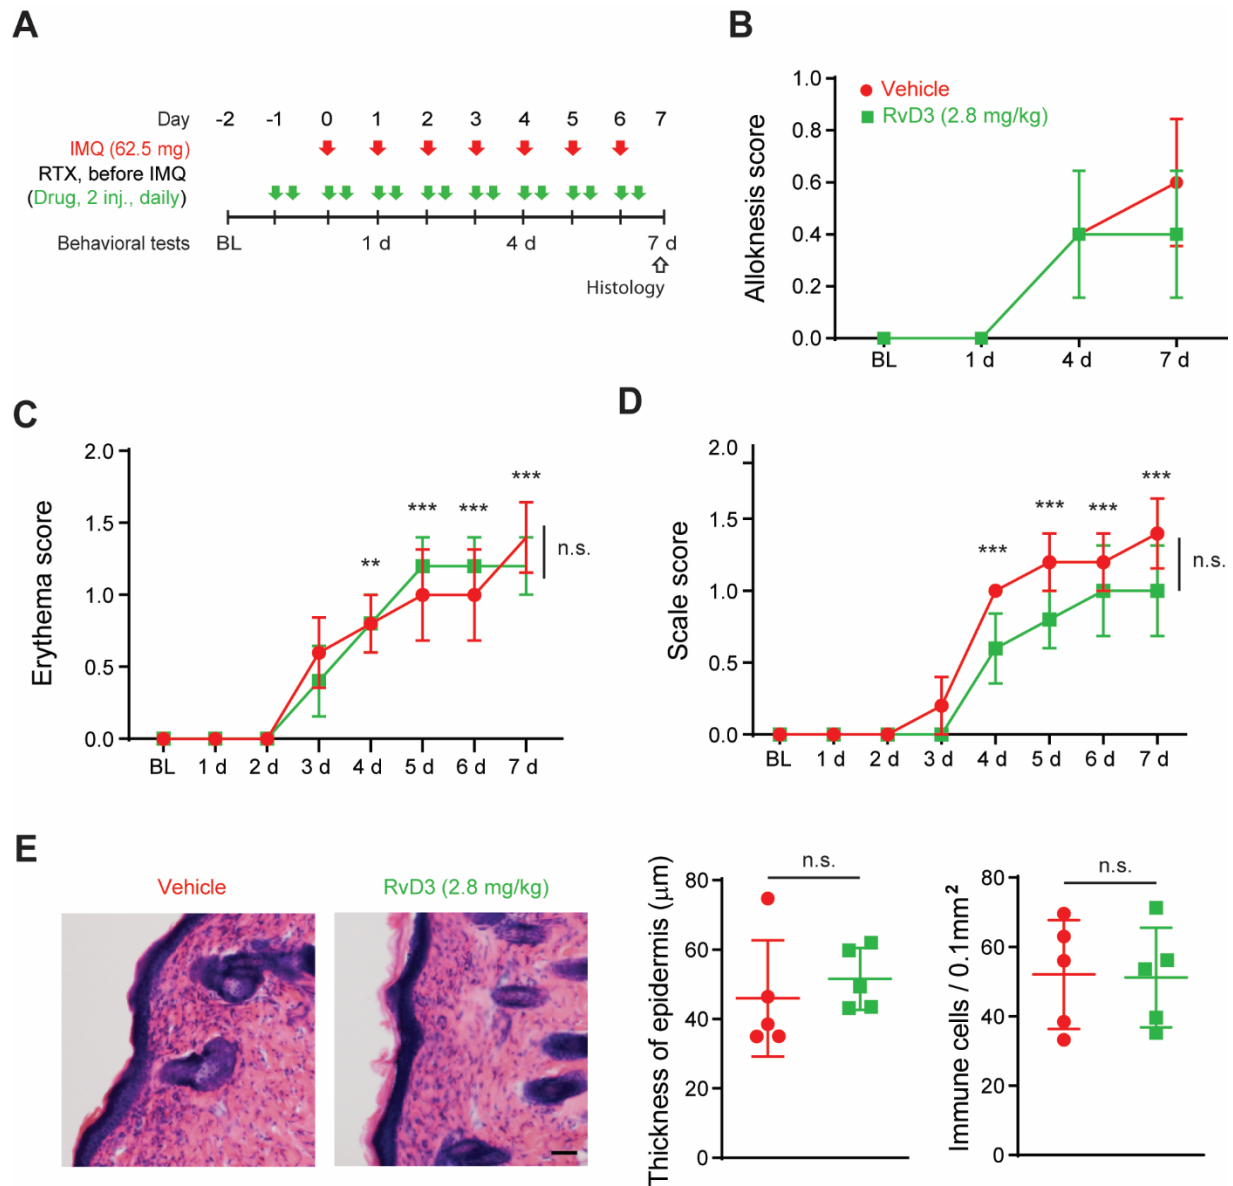 A
Day -2 -1 0 1 2 3 4 5 6 7
IMQ (62.5 mg)
RTX, before IMQ
(Drug, 2 inj., daily)
Behavioral tests BL 1 d 4 d 7 d
Histology
B
Vehicle
RvD3 (2.8 mg/kg)
Alloknesis score
1.0
0.8
0.6
0.4
0.2
0.0
BL 1 d 4 d 7 d
C
Erythema score
2.0
1.5
1.0
0.5
0.0
** *** *** ***
n.s.
BL 1 d 2 d 3 d 4 d 5 d 6 d 7 d
D
Scale score
2.0
1.5
1.0
0.5
0.0
*** *** *** ***
n.s.
BL 1 d 2 d 3 d 4 d 5 d 6 d 7 d
E
Vehicle RvD3 (2.8 mg/kg)
Thickness of epidermis (μm)
80
60
40
20
0
n.s.
Immune cells / 0.1mm²
80
60
40
20
0
n.s.